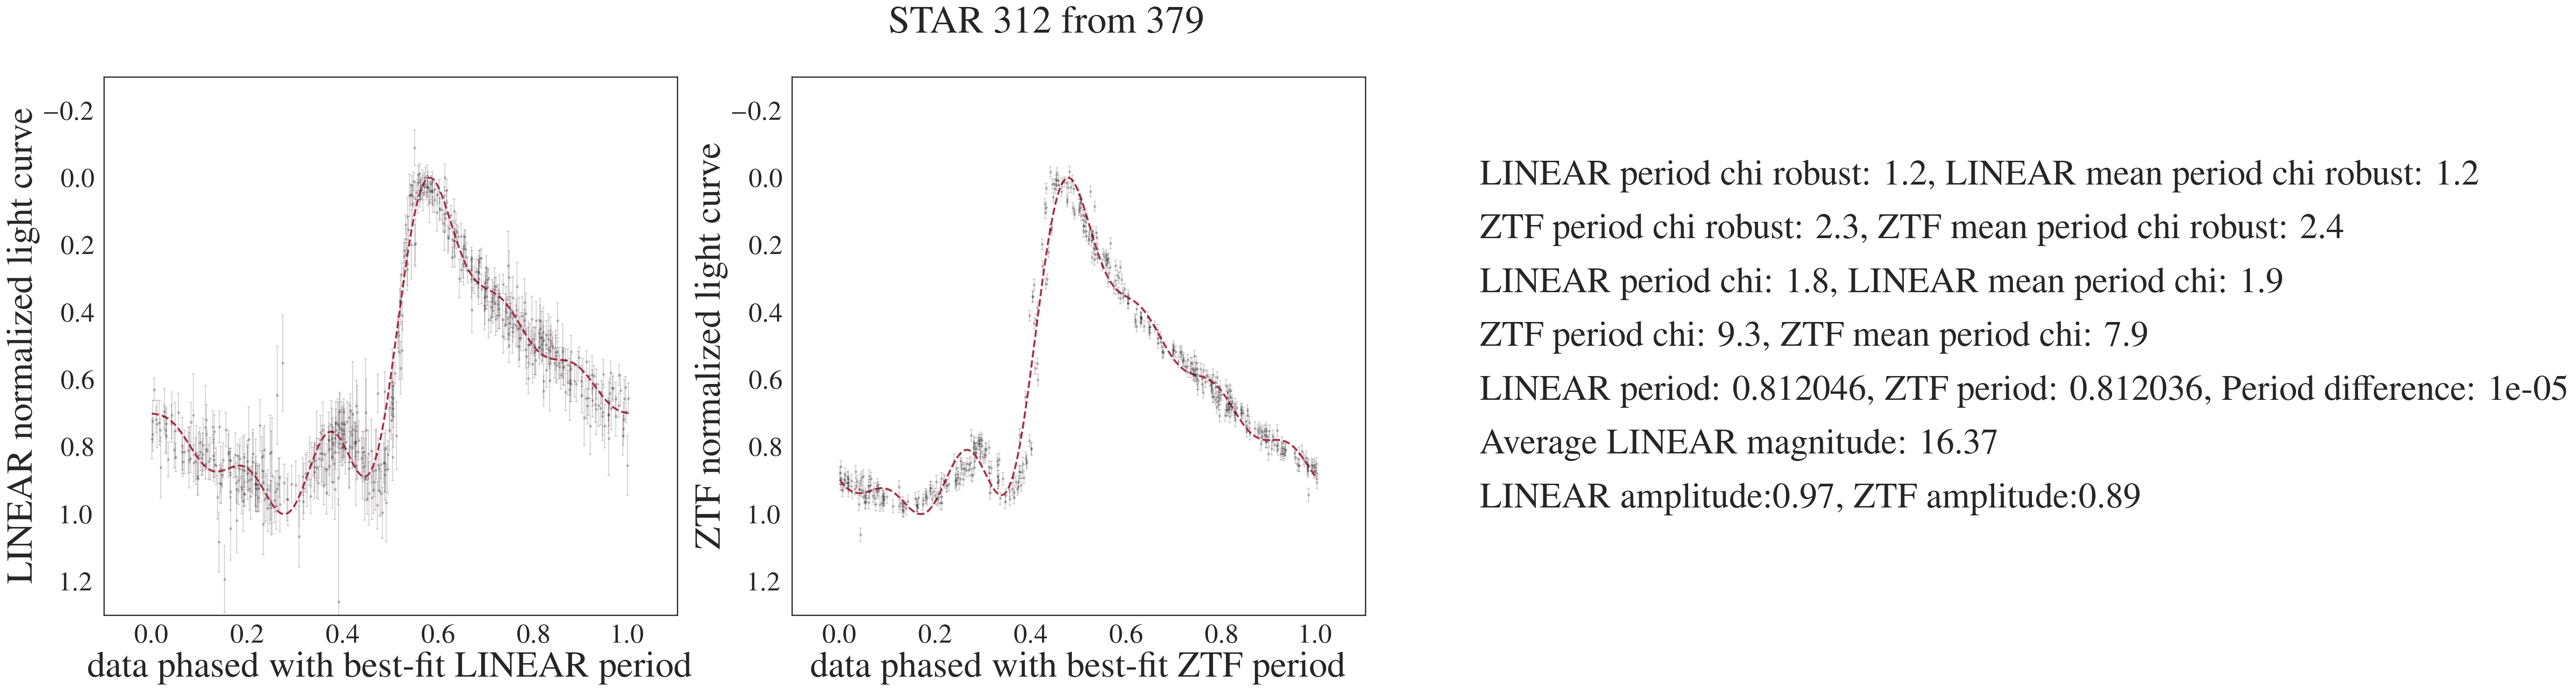 STAR 312 from 379
LINEAR normalized light curve
−0.2
0.0
0.2
0.4
0.6
0.8
1.0
1.2
0.0 0.2 0.4 0.6 0.8 1.0
data phased with best-fit LINEAR period
ZTF normalized light curve
−0.2
0.0
0.2
0.4
0.6
0.8
1.0
1.2
0.0 0.2 0.4 0.6 0.8 1.0
data phased with best-fit ZTF period
LINEAR period chi robust: 1.2, LINEAR mean period chi robust: 1.2
ZTF period chi robust: 2.3, ZTF mean period chi robust: 2.4
LINEAR period chi: 1.8, LINEAR mean period chi: 1.9
ZTF period chi: 9.3, ZTF mean period chi: 7.9
LINEAR period: 0.812046, ZTF period: 0.812036, Period difference: 1e-05
Average LINEAR magnitude: 16.37
LINEAR amplitude:0.97, ZTF amplitude:0.89